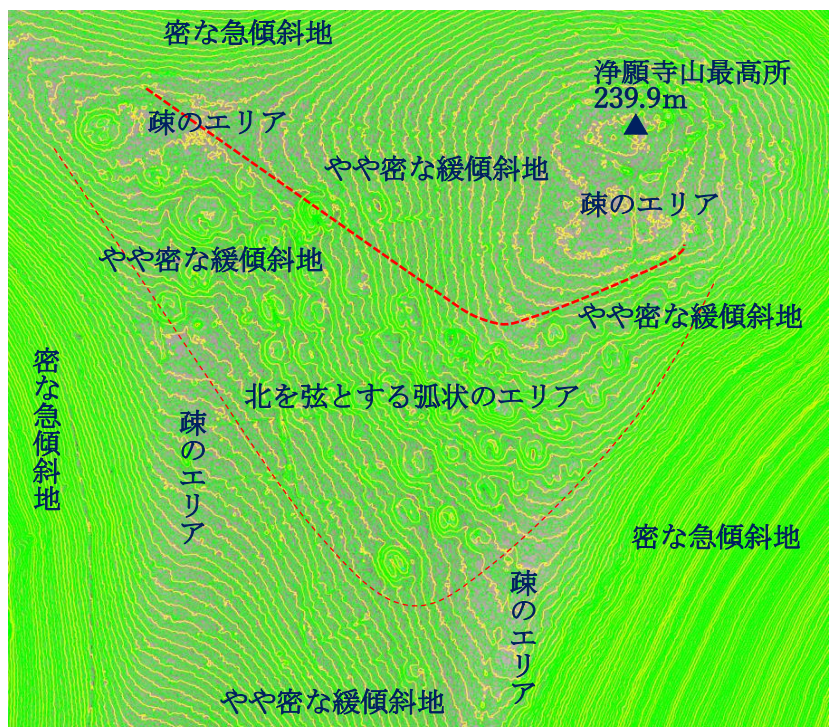 密な急傾斜地
浄願寺山最高所
239.9m
疎のエリア
やや密な緩傾斜地
疎のエリア
やや密な緩傾斜地
やや密な緩傾斜地
密な急傾斜地
北を弦とする弧状のエリア
疎のエリア
密な急傾斜地
疎のエリア
やや密な緩傾斜地